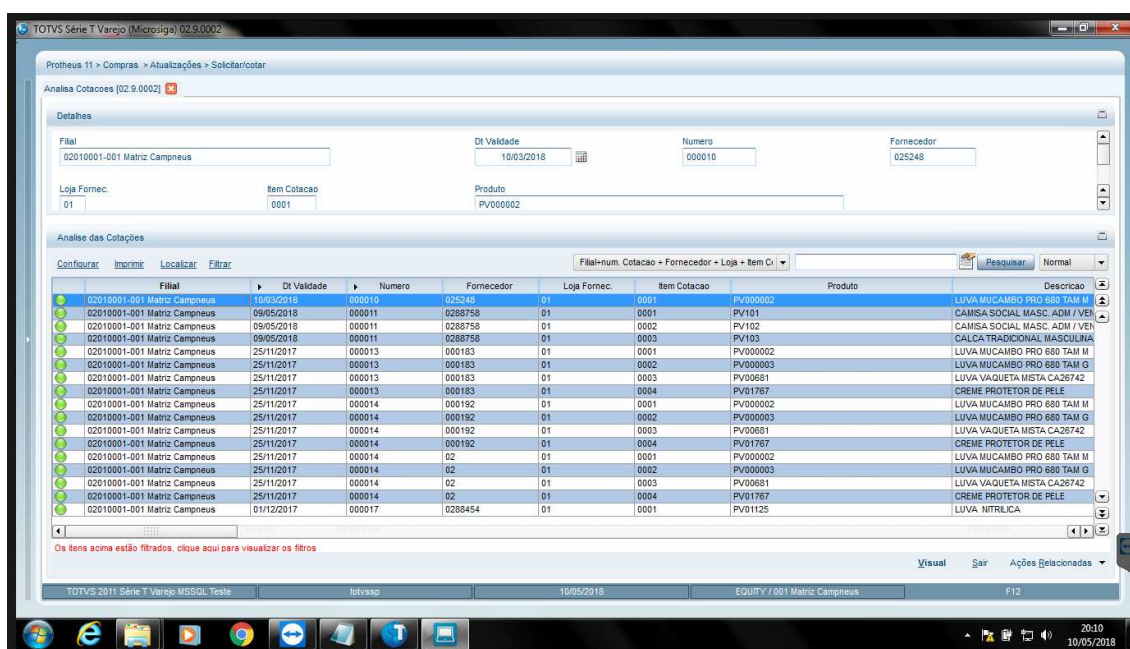 TOTVS Série T Varejo (Microsiga) 02.9.0002
Protheus 11 > Compras > Atualizações > Solicitar/cotar
Analisa Cotacoes [02.9.0002]
Detalhes
Filial Dt Validade Numero Fornecedor
02010001-001 Matriz Campneus 10/03/2018 000010 025248
Loja Fornec. Item Cotacao Produto
01 0001 PV000002
Analise das Cotações
Configurar Imprimir Localizar Filtrar Filial+num. Cotacao + Fornecedor + Loja + Item C Pesquisar Normal
Filial Dt Validade Numero Fornecedor Loja Fornec. Item Cotacao Produto Descricao
02010001-001 Matriz Campneus 10/03/2018 000010 025248 01 0001 PV000002 LUVA MUCAMBO PRO 680 TAM M
02010001-001 Matriz Campneus 09/05/2018 000011 0288758 01 0001 PV101 CAMISA SOCIAL MASC. ADM / VEN
02010001-001 Matriz Campneus 09/05/2018 000011 0288758 01 0002 PV102 CAMISA SOCIAL MASC. ADM / VEN
02010001-001 Matriz Campneus 09/05/2018 000011 0288758 01 0003 PV103 CALCA TRADICIONAL MASCULINA
02010001-001 Matriz Campneus 25/11/2017 000013 000183 01 0001 PV000002 LUVA MUCAMBO PRO 680 TAM M
02010001-001 Matriz Campneus 25/11/2017 000013 000183 01 0002 PV000003 LUVA MUCAMBO PRO 680 TAM G
02010001-001 Matriz Campneus 25/11/2017 000013 000183 01 0003 PV00681 LUVA VAQUETA MISTA CA26742
02010001-001 Matriz Campneus 25/11/2017 000013 000183 01 0004 PV01767 CREME PROTETOR DE PELE
02010001-001 Matriz Campneus 25/11/2017 000014 000192 01 0001 PV000002 LUVA MUCAMBO PRO 680 TAM M
02010001-001 Matriz Campneus 25/11/2017 000014 000192 01 0002 PV000003 LUVA MUCAMBO PRO 680 TAM G
02010001-001 Matriz Campneus 25/11/2017 000014 000192 01 0003 PV00681 LUVA VAQUETA MISTA CA26742
02010001-001 Matriz Campneus 25/11/2017 000014 000192 01 0004 PV01767 CREME PROTETOR DE PELE
02010001-001 Matriz Campneus 25/11/2017 000014 02 01 0001 PV000002 LUVA MUCAMBO PRO 680 TAM M
02010001-001 Matriz Campneus 25/11/2017 000014 02 01 0002 PV000003 LUVA MUCAMBO PRO 680 TAM G
02010001-001 Matriz Campneus 25/11/2017 000014 02 01 0003 PV00681 LUVA VAQUETA MISTA CA26742
02010001-001 Matriz Campneus 25/11/2017 000014 02 01 0004 PV01767 CREME PROTETOR DE PELE
02010001-001 Matriz Campneus 01/12/2017 000017 0288454 01 0001 PV01125 LUVA NITRILICA
Os itens acima estão filtrados, clique aqui para visualizar os filtros
Visual Sair Ações Relacionadas
TOTVS 2011 Série T Varejo MSSQL Teste totvssp 10/05/2018 EQUITY / 001 Matriz Campneus F12
20:10
10/05/2018